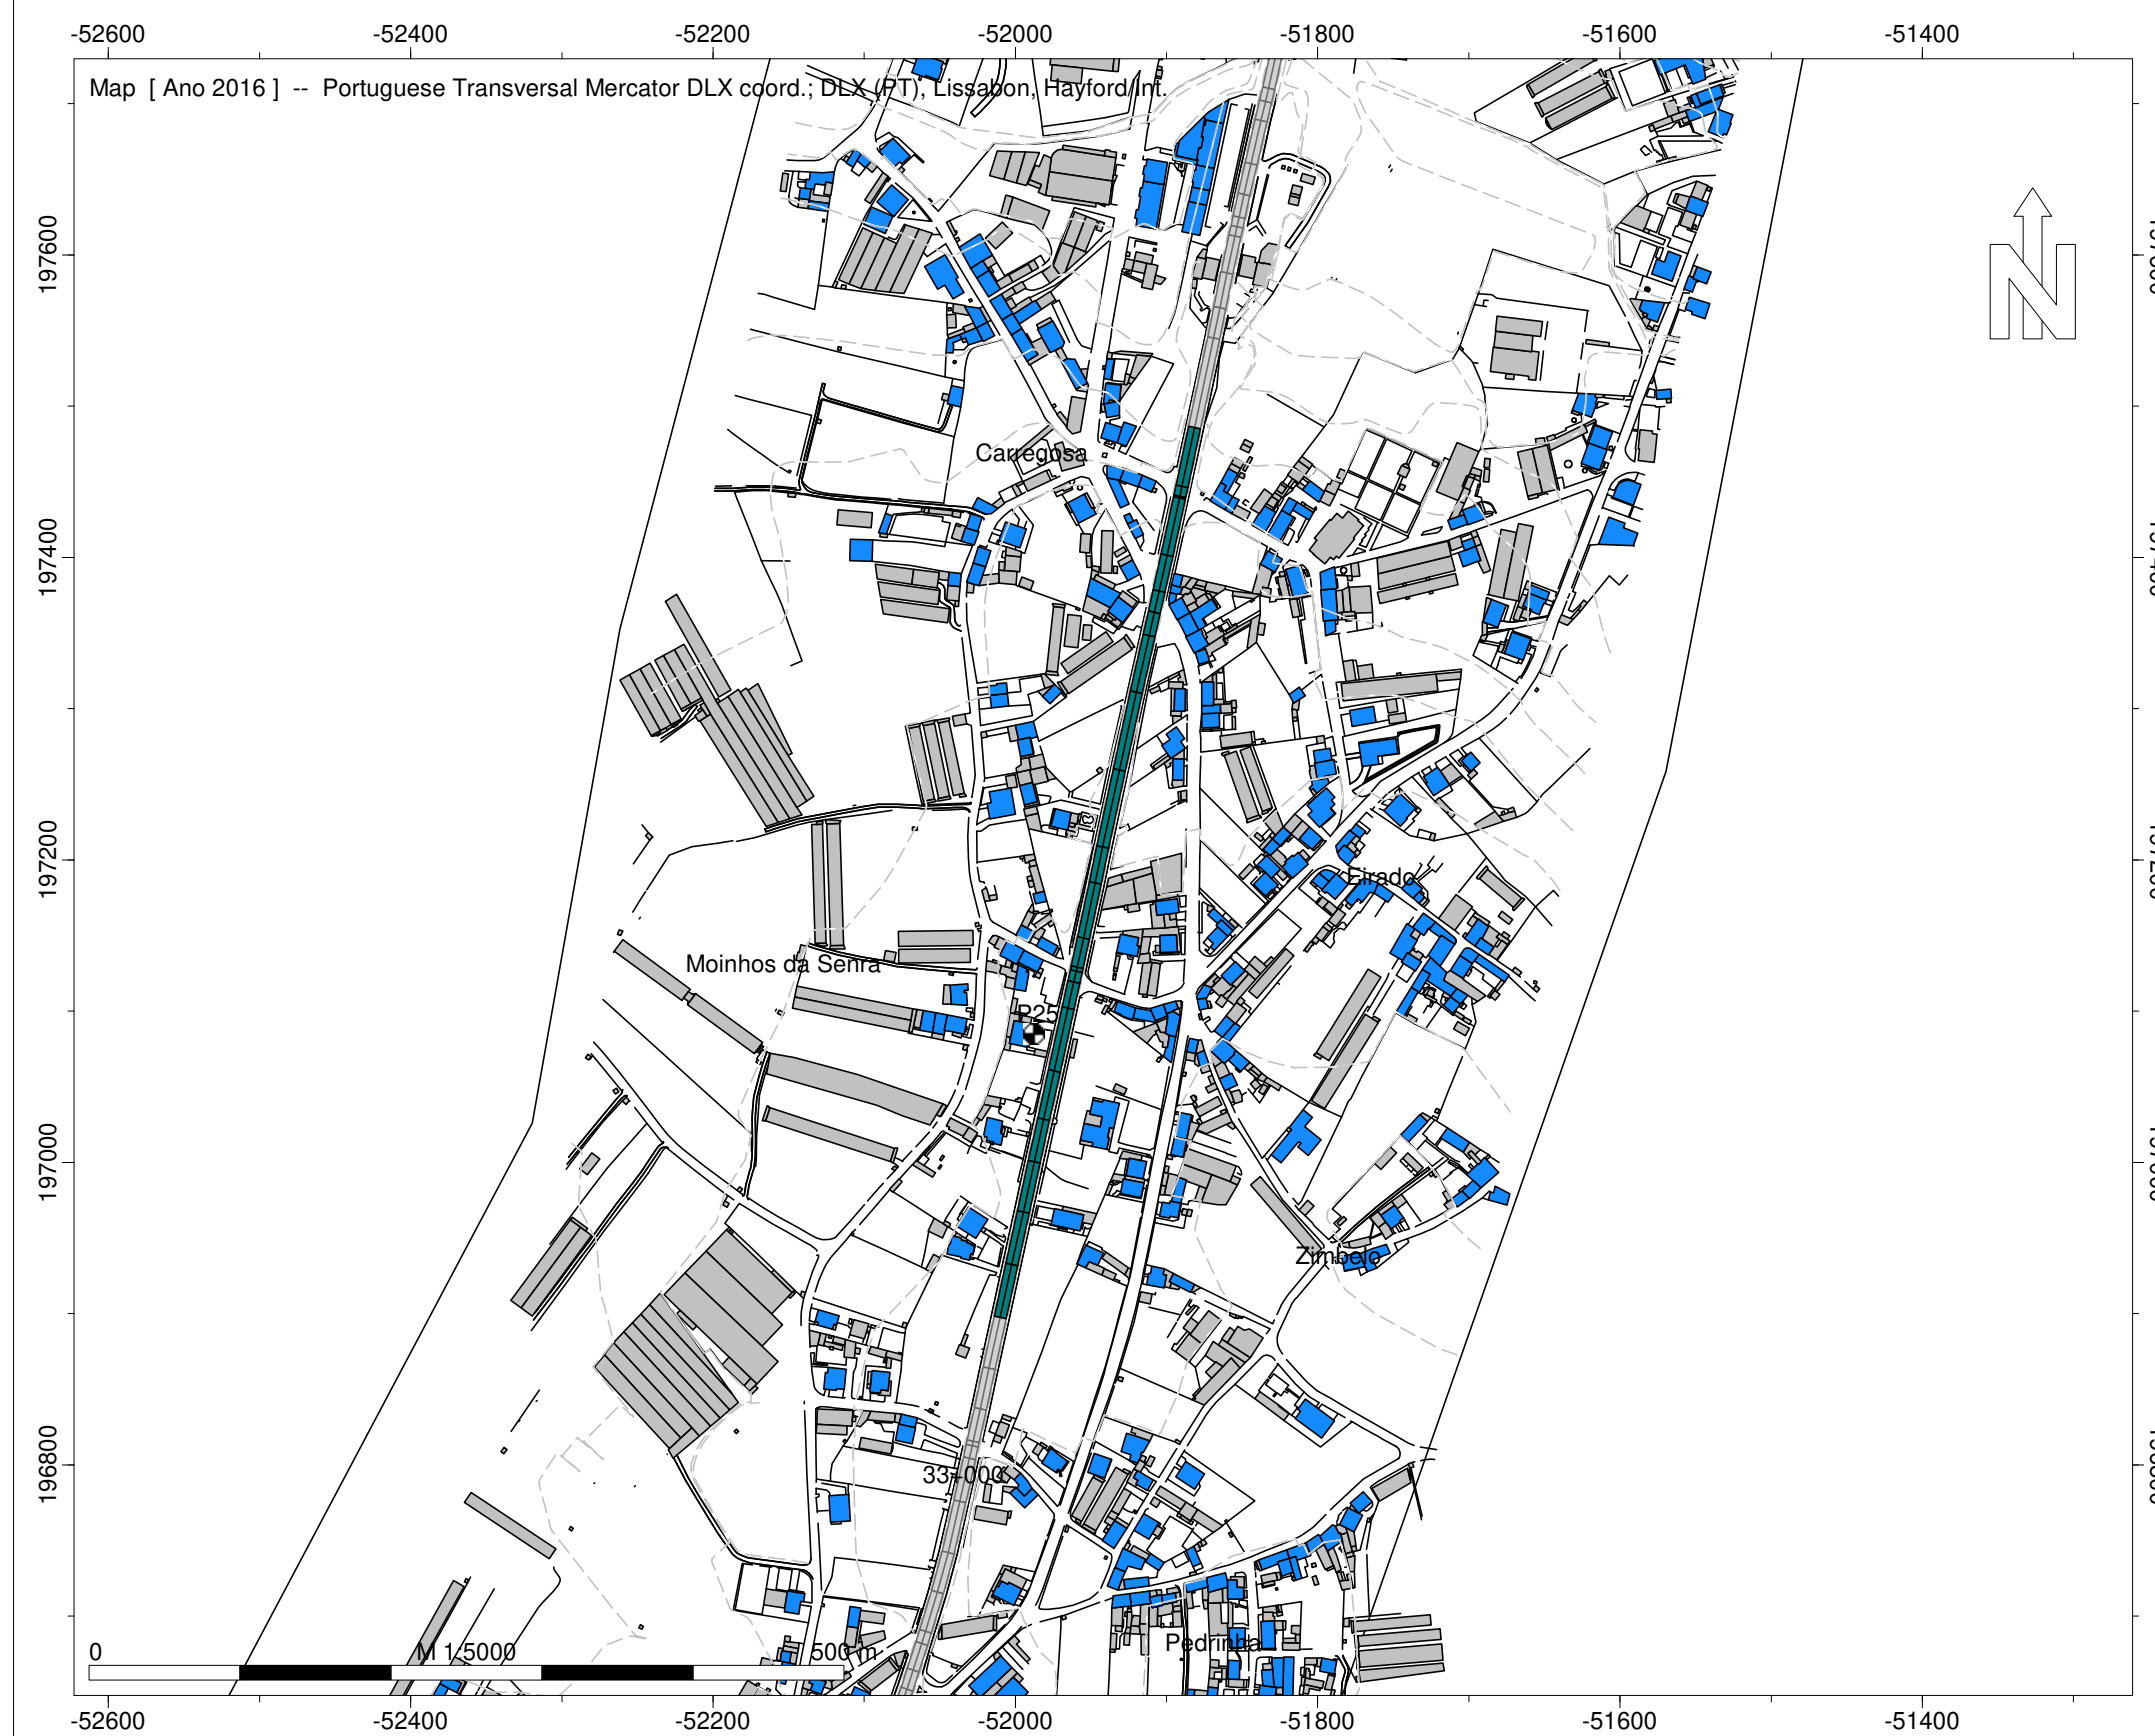 -52600 -52400 -52200 -52000 -51800 -51600 -51400
Map [ Ano 2016 ] -- Portuguese Transversal Mercator DLX coord.; DLX (PT), Lissabon, Hayford/Int.
197600
N
Carregosa
197400
197200
Eirado
Moinhos da Senra
P25
197000
Zimbelo
196800
33+000
Pedrinha
0 M 1:5000 500 m
-52600 -52400 -52200 -52000 -51800 -51600 -51400